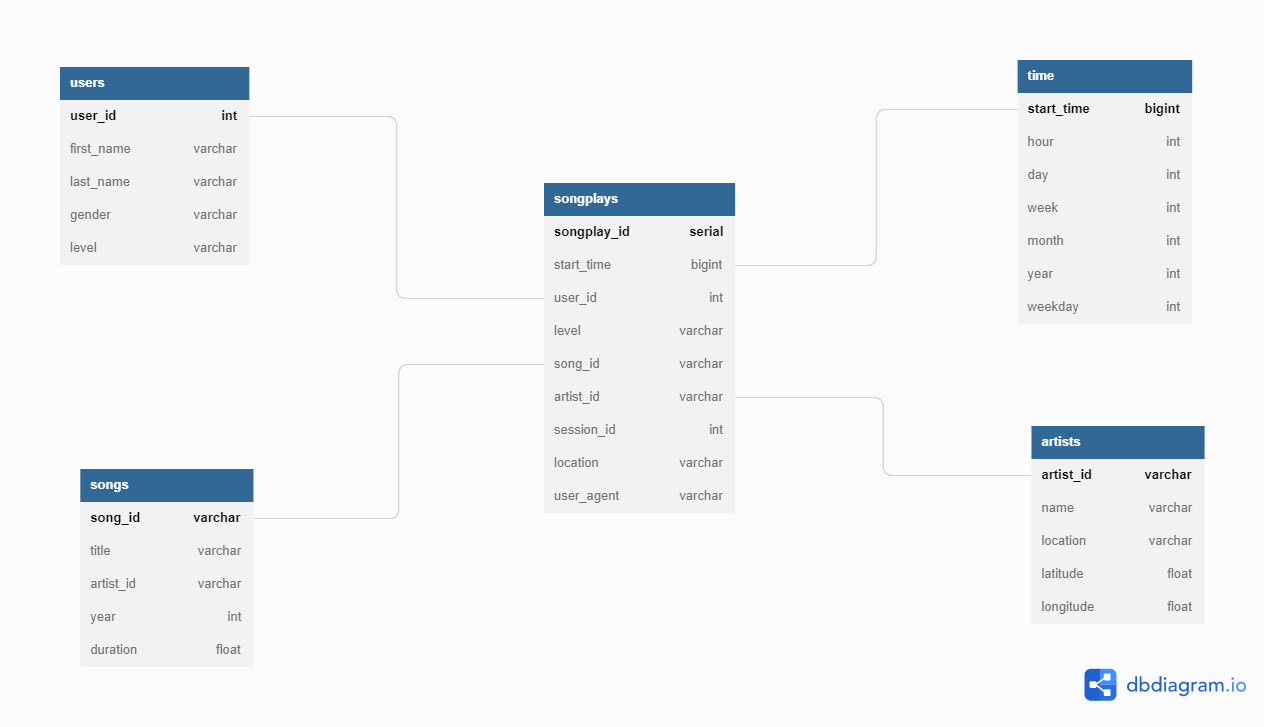 users
user_id int
first_name varchar
last_name varchar
gender varchar
level varchar
songplays
songplay_id serial
start_time bigint
user_id int
level varchar
song_id varchar
artist_id varchar
session_id int
location varchar
user_agent varchar
time
start_time bigint
hour int
day int
week int
month int
year int
weekday int
songs
song_id varchar
title varchar
artist_id varchar
year int
duration float
artists
artist_id varchar
name varchar
location varchar
latitude float
longitude float
dbdiagram.io